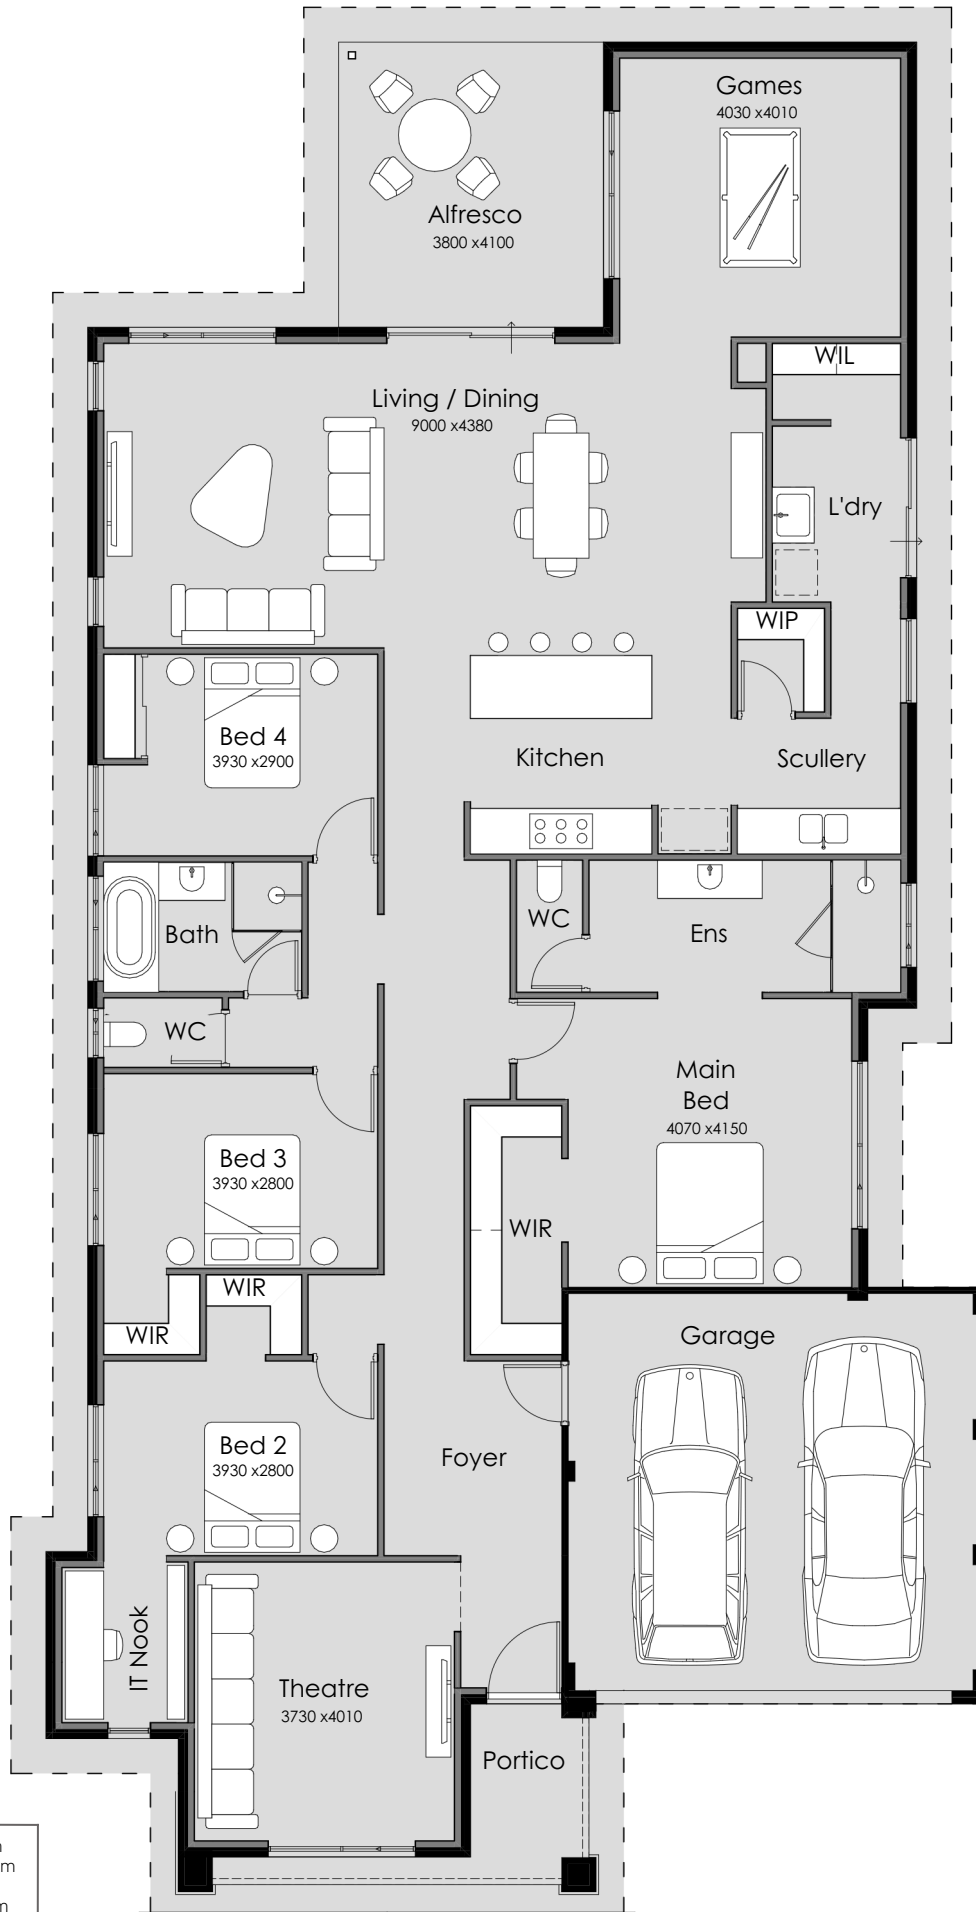 Games
4030 x4010
Alfresco
3800 x4100
WIL
Living / Dining
9000 x4380
L'dry
WIP
Bed 4
3930 x2900
Kitchen
Scullery
Bath
WC
Ens
WC
Main
Bed
4070 x4150
Bed 3
3930 x2800
WIR
WIR
WIR
Garage
Bed 2
3930 x2800
Foyer
IT Nook
Theatre
3730 x4010
Portico